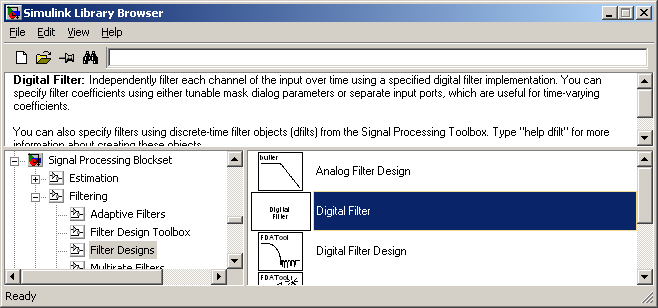 Simulink Library Browser
File Edit View Help
Digital Filter: Independently filter each channel of the input over time using a specified digital filter implementation. You can
specify filter coefficients using either tunable mask dialog parameters or separate input ports, which are useful for time-varying
coefficients.
You can also specify filters using discrete-time filter objects (dfilts) from the Signal Processing Toolbox. Type "help dfilt" for more
information about creating these objects
Signal Processing Blockset
Estimation
Filtering
Adaptive Filters
Filter Design Toolbox
Filter Designs
Multirate Filters
butter
Analog Filter Design
Digital
Filter
Digital Filter
FDATool
Digital Filter Design
FDATool
Ready